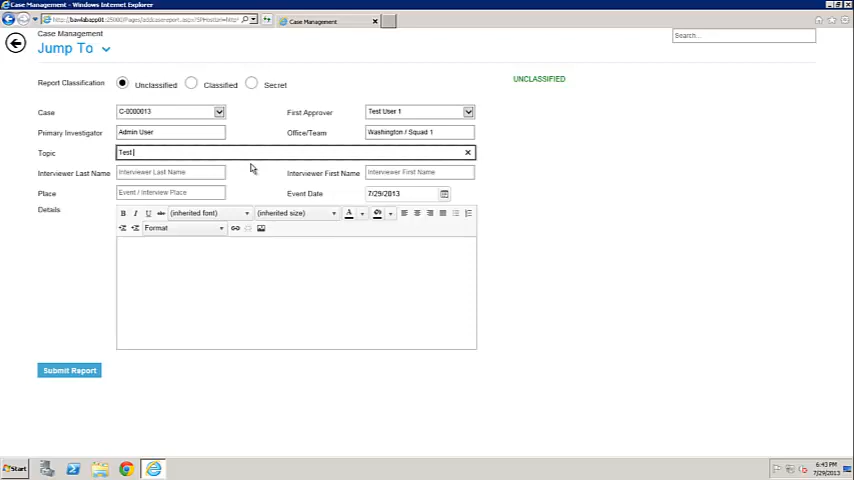 Case Management - Windows Internet Explorer
Case Management
Case Management
Jump To
Search...
Report Classification
Unclassified
Classified
Secret
UNCLASSIFIED
Case
C-0000013
First Approver
Test User 1
Primary Investigator
Admin User
Office/Team
Washington / Squad 1
Topic
Test
Interviewer Last Name
Interviewer Last Name
Interviewer First Name
Interviewer First Name
Place
Event / Interview Place
Event Date
7/29/2013
Details
B I U abc (inherited font) (inherited size) A
Format
Submit Report
Start
6:43 PM
7/29/2013